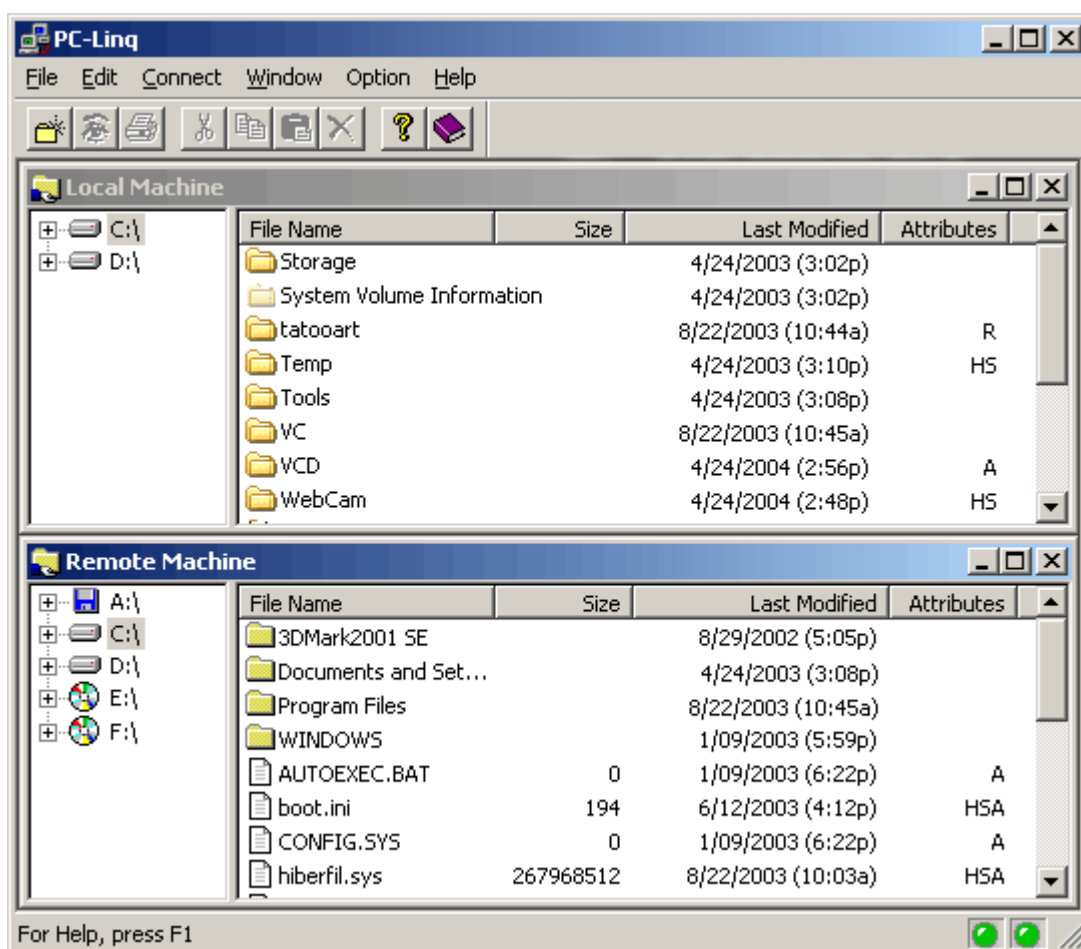 PC-Linq
File Edit Connect Window Option Help
Local Machine
C:\
D:\
File Name Size Last Modified Attributes
Storage 4/24/2003 (3:02p)
System Volume Information 4/24/2003 (3:02p)
tatooart 8/22/2003 (10:44a) R
Temp 4/24/2003 (3:10p) HS
Tools 4/24/2003 (3:08p)
VC 8/22/2003 (10:45a)
VCD 4/24/2004 (2:56p) A
WebCam 4/24/2004 (2:48p) HS
Remote Machine
A:\
C:\
D:\
E:\
F:\
File Name Size Last Modified Attributes
3DMark2001 SE 8/29/2002 (5:05p)
Documents and Set... 4/24/2003 (3:08p)
Program Files 8/22/2003 (10:45a)
WINDOWS 1/09/2003 (5:59p)
AUTOEXEC.BAT 0 1/09/2003 (6:22p) A
boot.ini 194 6/12/2003 (4:12p) HSA
CONFIG.SYS 0 1/09/2003 (6:22p) A
hiberfil.sys 267968512 8/22/2003 (10:03a) HSA
For Help, press F1